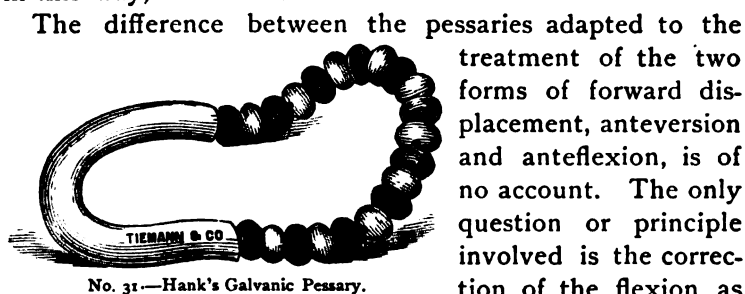 The difference between the pessaries adapted to the
treatment of the two
forms of forward dis-
placement, anteversion
and anteflexion, is of
no account. The only
question or principle
involved is the correc-
tion of the flexion as
TIEMANN & CO
No. 31.—Hank's Galvanic Pessary.